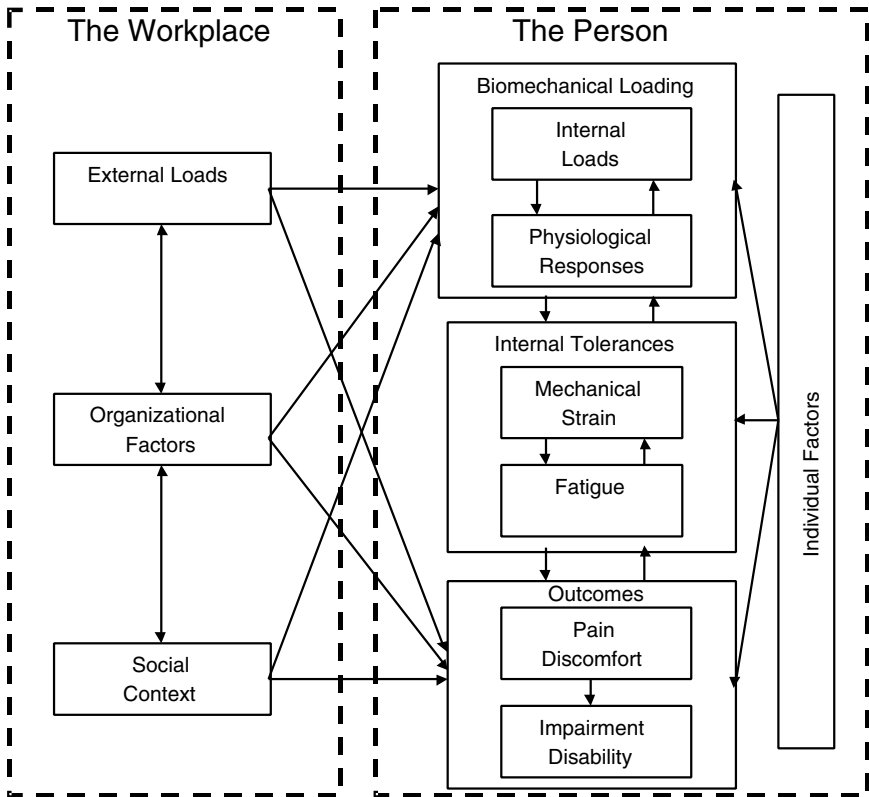 The Workplace
External Loads
Organizational
Factors
Social
Context
The Person
Biomechanical Loading
Internal
Loads
Physiological
Responses
Internal Tolerances
Mechanical
Strain
Fatigue
Outcomes
Pain
Discomfort
Impairment
Disability
Individual Factors